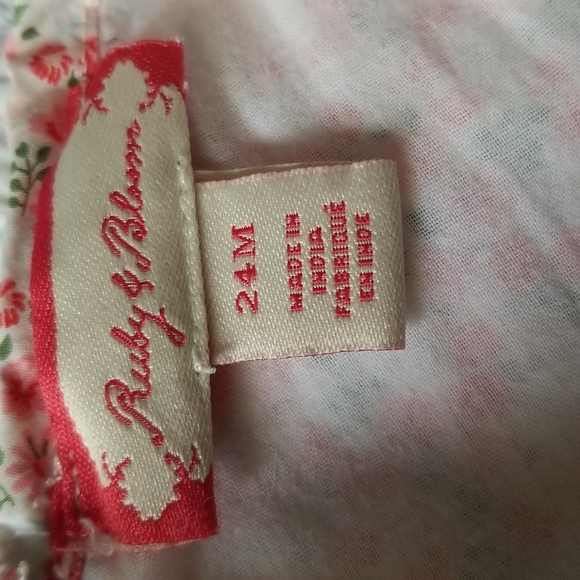 Ruby & Bloom
24M
MADE IN
INDIA
FABRIQUÉ
EN INDE